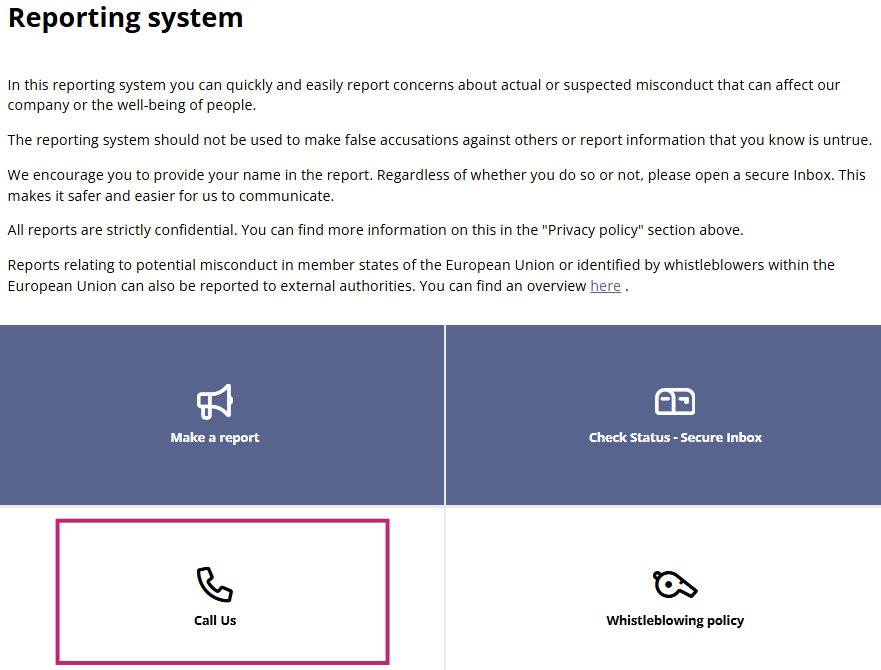 Reporting system
In this reporting system you can quickly and easily report concerns about actual or suspected misconduct that can affect our
company or the well-being of people.
The reporting system should not be used to make false accusations against others or report information that you know is untrue.
We encourage you to provide your name in the report. Regardless of whether you do so or not, please open a secure Inbox. This
makes it safer and easier for us to communicate.
All reports are strictly confidential. You can find more information on this in the "Privacy policy" section above.
Reports relating to potential misconduct in member states of the European Union or identified by whistleblowers within the
European Union can also be reported to external authorities. You can find an overview here .
Make a report
Check Status - Secure Inbox
Call Us
Whistleblowing policy